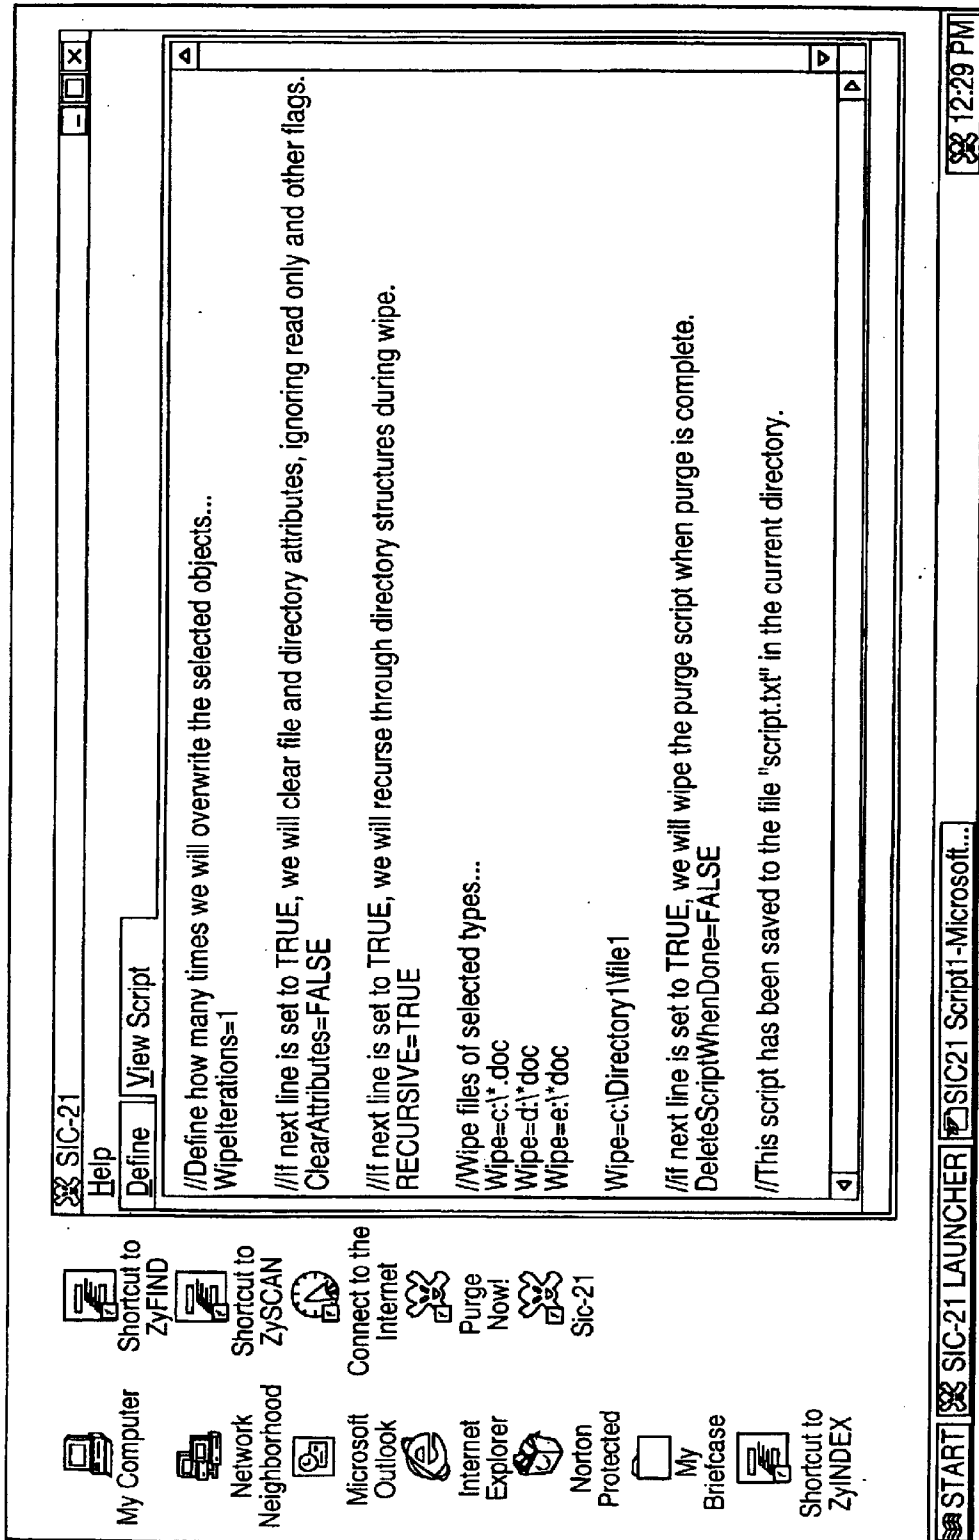 My Computer
Network
Neighborhood
Microsoft
Outlook
Internet
Explorer
Norton
Protected
My
Briefcase
Shortcut to
ZyINDEX
Shortcut to
ZyFIND
Shortcut to
ZySCAN
Connect to the
Internet
Purge
Now!
Sic-21
SIC-21
Help
Define View Script
//Define how many times we will overwrite the selected objects...
WipeIterations=1
//If next line is set to TRUE, we will clear file and directory attributes, ignoring read only and other flags.
ClearAttributes=FALSE
//If next line is set to TRUE, we will recurse through directory structures during wipe.
RECURSIVE=TRUE
//Wipe files of selected types...
Wipe=c:\*.doc
Wipe=d:\*doc
Wipe=e:\*doc
Wipe=c:\Directory1\file1
//If next line is set to TRUE, we will wipe the purge script when purge is complete.
DeleteScriptWhenDone=FALSE
//This script has been saved to the file "script.txt" in the current directory.
START SIC-21 LAUNCHER SIC21 Script1-Microsoft... 12:29 PM